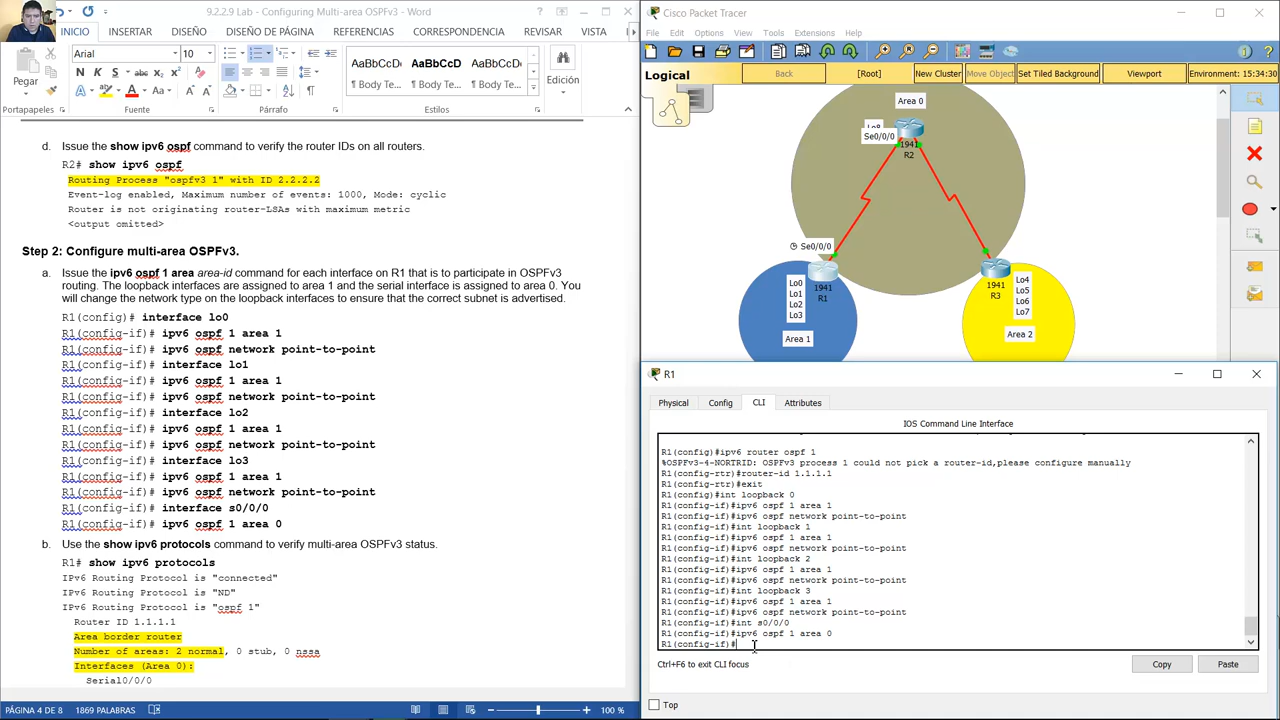 9.2.2.9 Lab - Configuring Multi-area OSPFv3 - Word
INICIO
INSERTAR
DISEÑO
DISEÑO DE PÁGINA
REFERENCIAS
CORRESPONDENCIA
REVISAR
VISTA
Pegar
Arial
10
N K S abc x₂ x²
AaBbCcD AaBbCcD AaBbCcD
¶ Body Te... ¶ Body Te... ¶ Body Te...
Edición
Portapapeles
Fuente
Párrafo
Estilos
d. Issue the show ipv6 ospf command to verify the router IDs on all routers.
R2# show ipv6 ospf
Routing Process "ospfv3 1" with ID 2.2.2.2
Event-log enabled, Maximum number of events: 1000, Mode: cyclic
Router is not originating router-LSAs with maximum metric
<output omitted>
Step 2: Configure multi-area OSPFv3.
a. Issue the ipv6 ospf 1 area area-id command for each interface on R1 that is to participate in OSPFv3
routing. The loopback interfaces are assigned to area 1 and the serial interface is assigned to area 0. You
will change the network type on the loopback interfaces to ensure that the correct subnet is advertised.
R1(config)# interface lo0
R1(config-if)# ipv6 ospf 1 area 1
R1(config-if)# ipv6 ospf network point-to-point
R1(config-if)# interface lo1
R1(config-if)# ipv6 ospf 1 area 1
R1(config-if)# ipv6 ospf network point-to-point
R1(config-if)# interface lo2
R1(config-if)# ipv6 ospf 1 area 1
R1(config-if)# ipv6 ospf network point-to-point
R1(config-if)# interface lo3
R1(config-if)# ipv6 ospf 1 area 1
R1(config-if)# ipv6 ospf network point-to-point
R1(config-if)# interface s0/0/0
R1(config-if)# ipv6 ospf 1 area 0
b. Use the show ipv6 protocols command to verify multi-area OSPFv3 status.
R1# show ipv6 protocols
IPv6 Routing Protocol is "connected"
IPv6 Routing Protocol is "ND"
IPv6 Routing Protocol is "ospf 1"
Router ID 1.1.1.1
Area border router
Number of areas: 2 normal, 0 stub, 0 nssa
Interfaces (Area 0):
Serial0/0/0
PÁGINA 4 DE 8
1869 PALABRAS
100 %
Cisco Packet Tracer
File Edit Options View Tools Extensions Help
Logical
Back
[Root]
New Cluster
Move Object
Set Tiled Background
Viewport
Environment: 15:34:30
Area 0
Se0/0/0
1941
R2
Se0/0/0
1941
R1
Lo0
Lo1
Lo2
Lo3
Area 1
1941
R3
Lo4
Lo5
Lo6
Lo7
Area 2
R1
Physical
Config
CLI
Attributes
IOS Command Line Interface
R1(config)#ipv6 router ospf 1
%OSPFv3-4-NORTRID: OSPFv3 process 1 could not pick a router-id,please configure manually
R1(config-rtr)#router-id 1.1.1.1
R1(config-rtr)#exit
R1(config)#int loopback 0
R1(config-if)#ipv6 ospf 1 area 1
R1(config-if)#ipv6 ospf network point-to-point
R1(config-if)#int loopback 1
R1(config-if)#ipv6 ospf 1 area 1
R1(config-if)#ipv6 ospf network point-to-point
R1(config-if)#int loopback 2
R1(config-if)#ipv6 ospf 1 area 1
R1(config-if)#ipv6 ospf network point-to-point
R1(config-if)#int loopback 3
R1(config-if)#ipv6 ospf 1 area 1
R1(config-if)#ipv6 ospf network point-to-point
R1(config-if)#int s0/0/0
R1(config-if)#ipv6 ospf 1 area 0
R1(config-if)#
Ctrl+F6 to exit CLI focus
Copy
Paste
Top